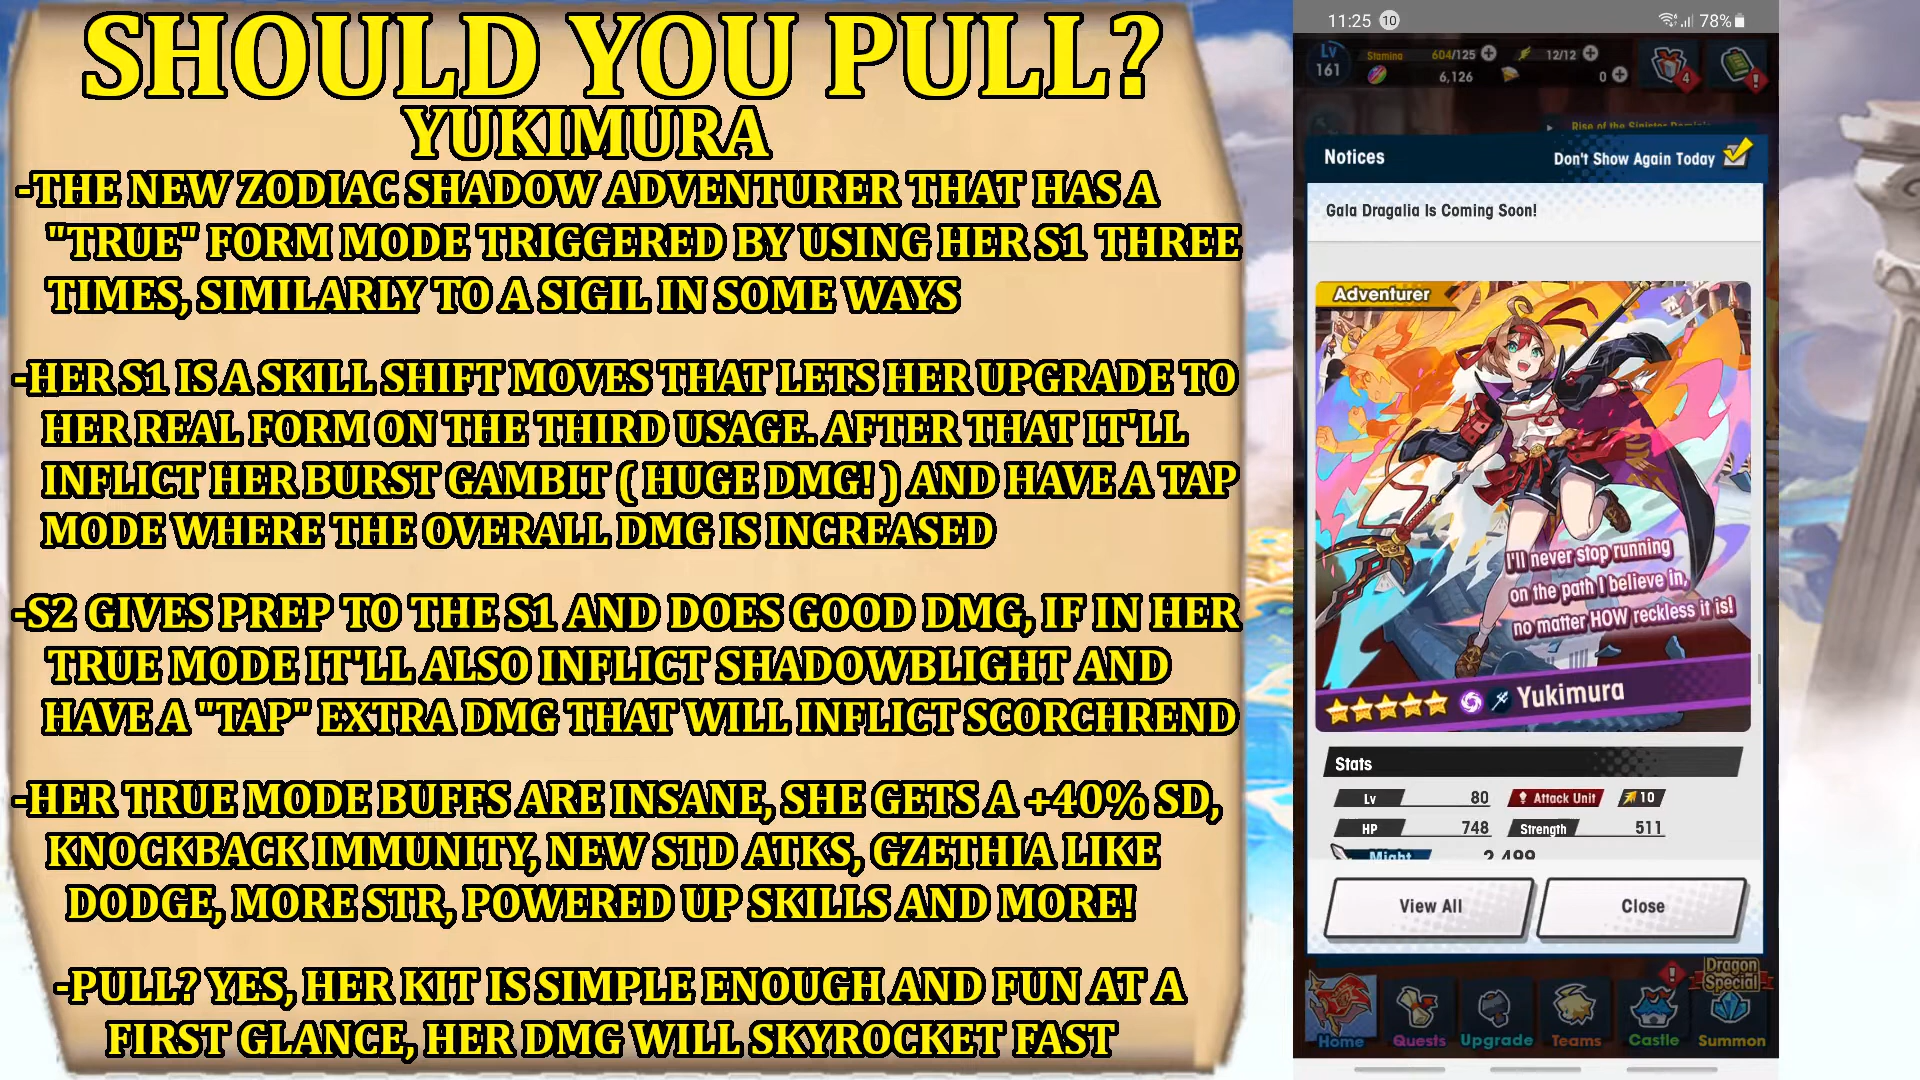 SHOULD YOU PULL?
YUKIMURA
-THE NEW ZODIAC SHADOW ADVENTURER THAT HAS A
"TRUE" FORM MODE TRIGGERED BY USING HER S1 THREE
TIMES, SIMILARLY TO A SIGIL IN SOME WAYS
-HER S1 IS A SKILL SHIFT MOVES THAT LETS HER UPGRADE TO
HER REAL FORM ON THE THIRD USAGE. AFTER THAT IT'LL
INFLICT HER BURST GAMBIT ( HUGE DMG! ) AND HAVE A TAP
MODE WHERE THE OVERALL DMG IS INCREASED
-S2 GIVES PREP TO THE S1 AND DOES GOOD DMG, IF IN HER
TRUE MODE IT'LL ALSO INFLICT SHADOWBLIGHT AND
HAVE A "TAP" EXTRA DMG THAT WILL INFLICT SCORCHREND
-HER TRUE MODE BUFFS ARE INSANE, SHE GETS A +40% SD,
KNOCKBACK IMMUNITY, NEW STD ATKS, GZETHIA LIKE
DODGE, MORE STR, POWERED UP SKILLS AND MORE!
-PULL? YES, HER KIT IS SIMPLE ENOUGH AND FUN AT A
FIRST GLANCE, HER DMG WILL SKYROCKET FAST
11:25 10 78%
Lv 161
Stamina 604/125 12/12
6,126 0
4 !
Rise of the Sinister
Notices Don't Show Again Today
Gala Dragalia Is Coming Soon!
Adventurer
I'll never stop running
on the path I believe in,
no matter HOW reckless it is!
Yukimura
Stats
Lv 80 Attack Unit 10
HP 748 Strength 511
Might 2,499
View All Close
Dragon Special
Home Quests Upgrade Teams Castle Summon